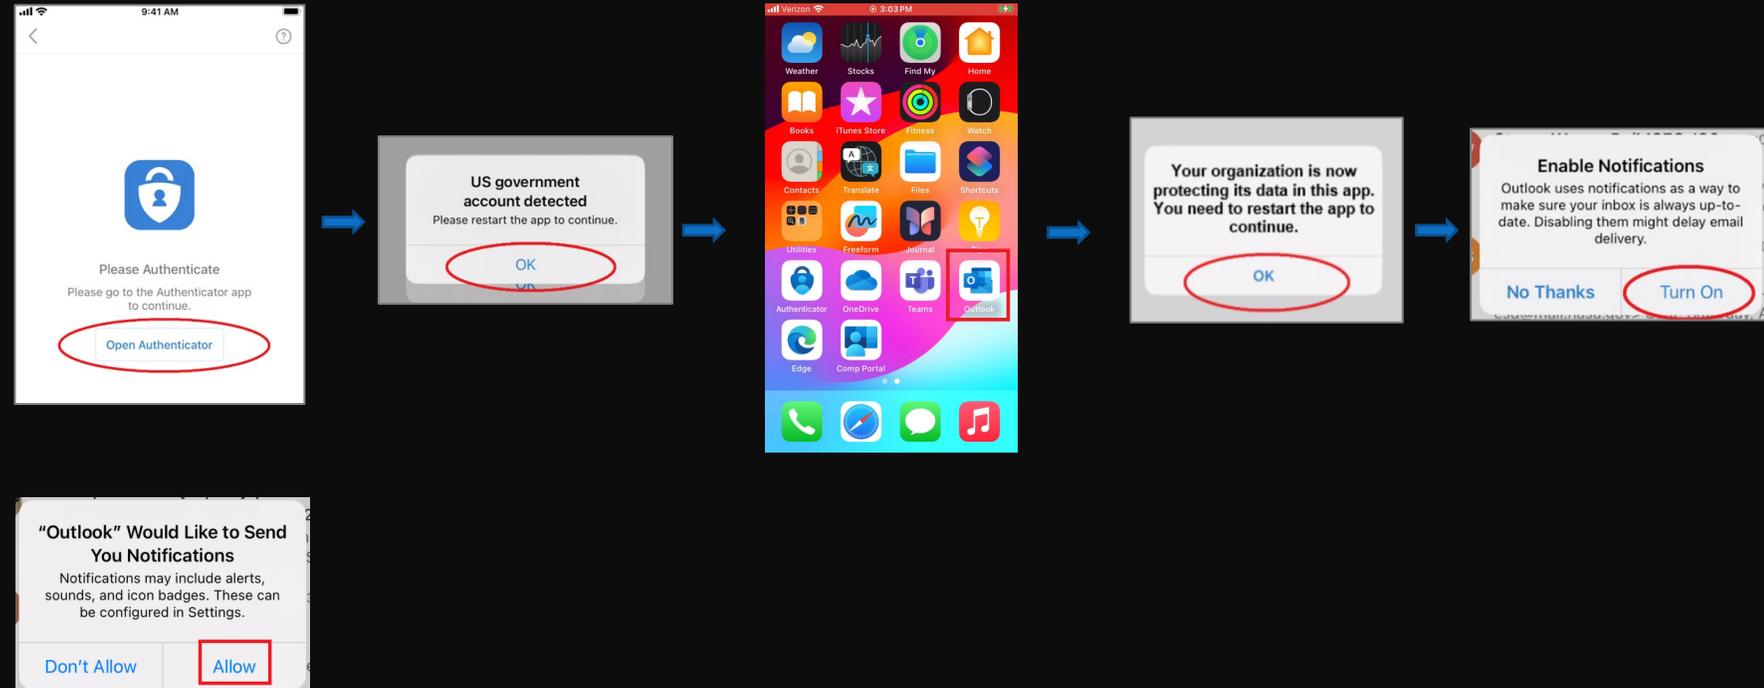 9:41 AM
Please Authenticate
Please go to the Authenticator app
to continue.
Open Authenticator
US government
account detected
Please restart the app to continue.
OK
OK
Verizon
3:03 PM
Weather Stocks Find My Home
Books iTunes Store Fitness Watch
Contacts Translate Files Shortcuts
Utilities Freeform Journal
Authenticator OneDrive Teams Outlook
Edge Comp Portal
Your organization is now
protecting its data in this app.
You need to restart the app to
continue.
OK
Enable Notifications
Outlook uses notifications as a way to
make sure your inbox is always up-to-
date. Disabling them might delay email
delivery.
No Thanks Turn On
“Outlook” Would Like to Send
You Notifications
Notifications may include alerts,
sounds, and icon badges. These can
be configured in Settings.
Don’t Allow Allow